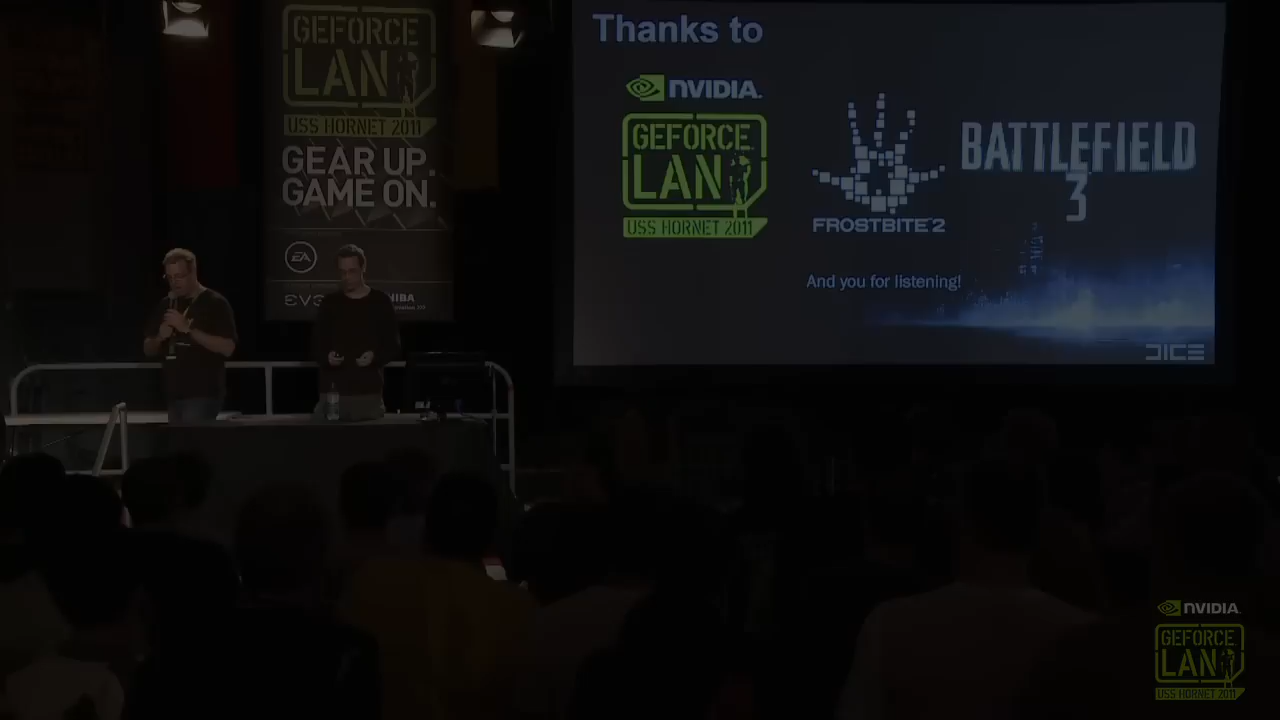 GEFORCE
LAN
USS HORNET 2011
GEAR UP.
GAME ON.
EA
Thanks to
NVIDIA.
GEFORCE
LAN
USS HORNET 2011
FROSTBITE 2
BATTLEFIELD
3
And you for listening!
DICE
NVIDIA.
GEFORCE
LAN
USS HORNET 2011